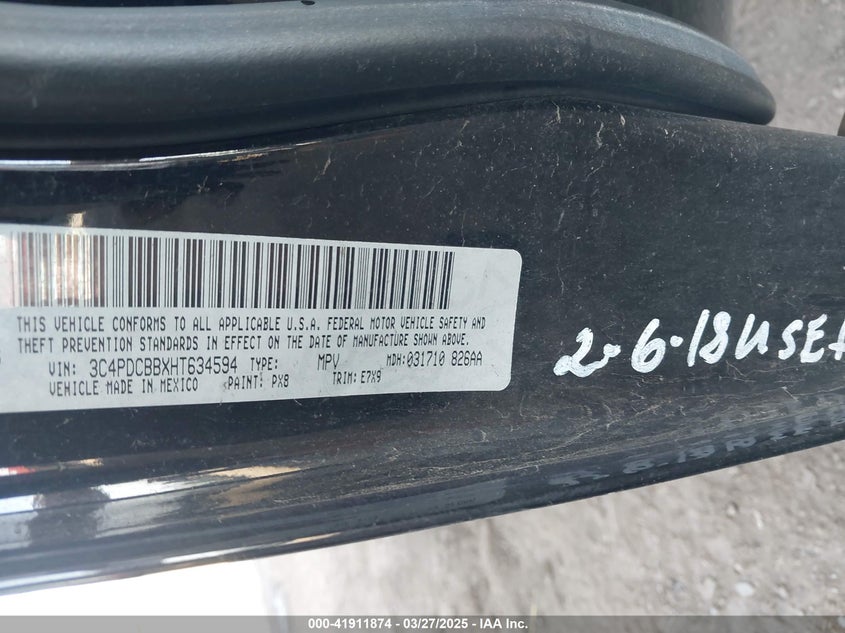 THIS VEHICLE CONFORMS TO ALL APPLICABLE U.S.A. FEDERAL MOTOR VEHICLE SAFETY AND
THEFT PREVENTION STANDARDS IN EFFECT ON THE DATE OF MANUFACTURE SHOWN ABOVE.
VIN: 3C4PDCBBXHT634594 TYPE: MPV MDH: 031710 826AA
VEHICLE MADE IN MEXICO PAINT: PX8 TRIM: E7X9
2-6-18 USE
000-41911874 | 03/27/2025 | © IAA Inc.